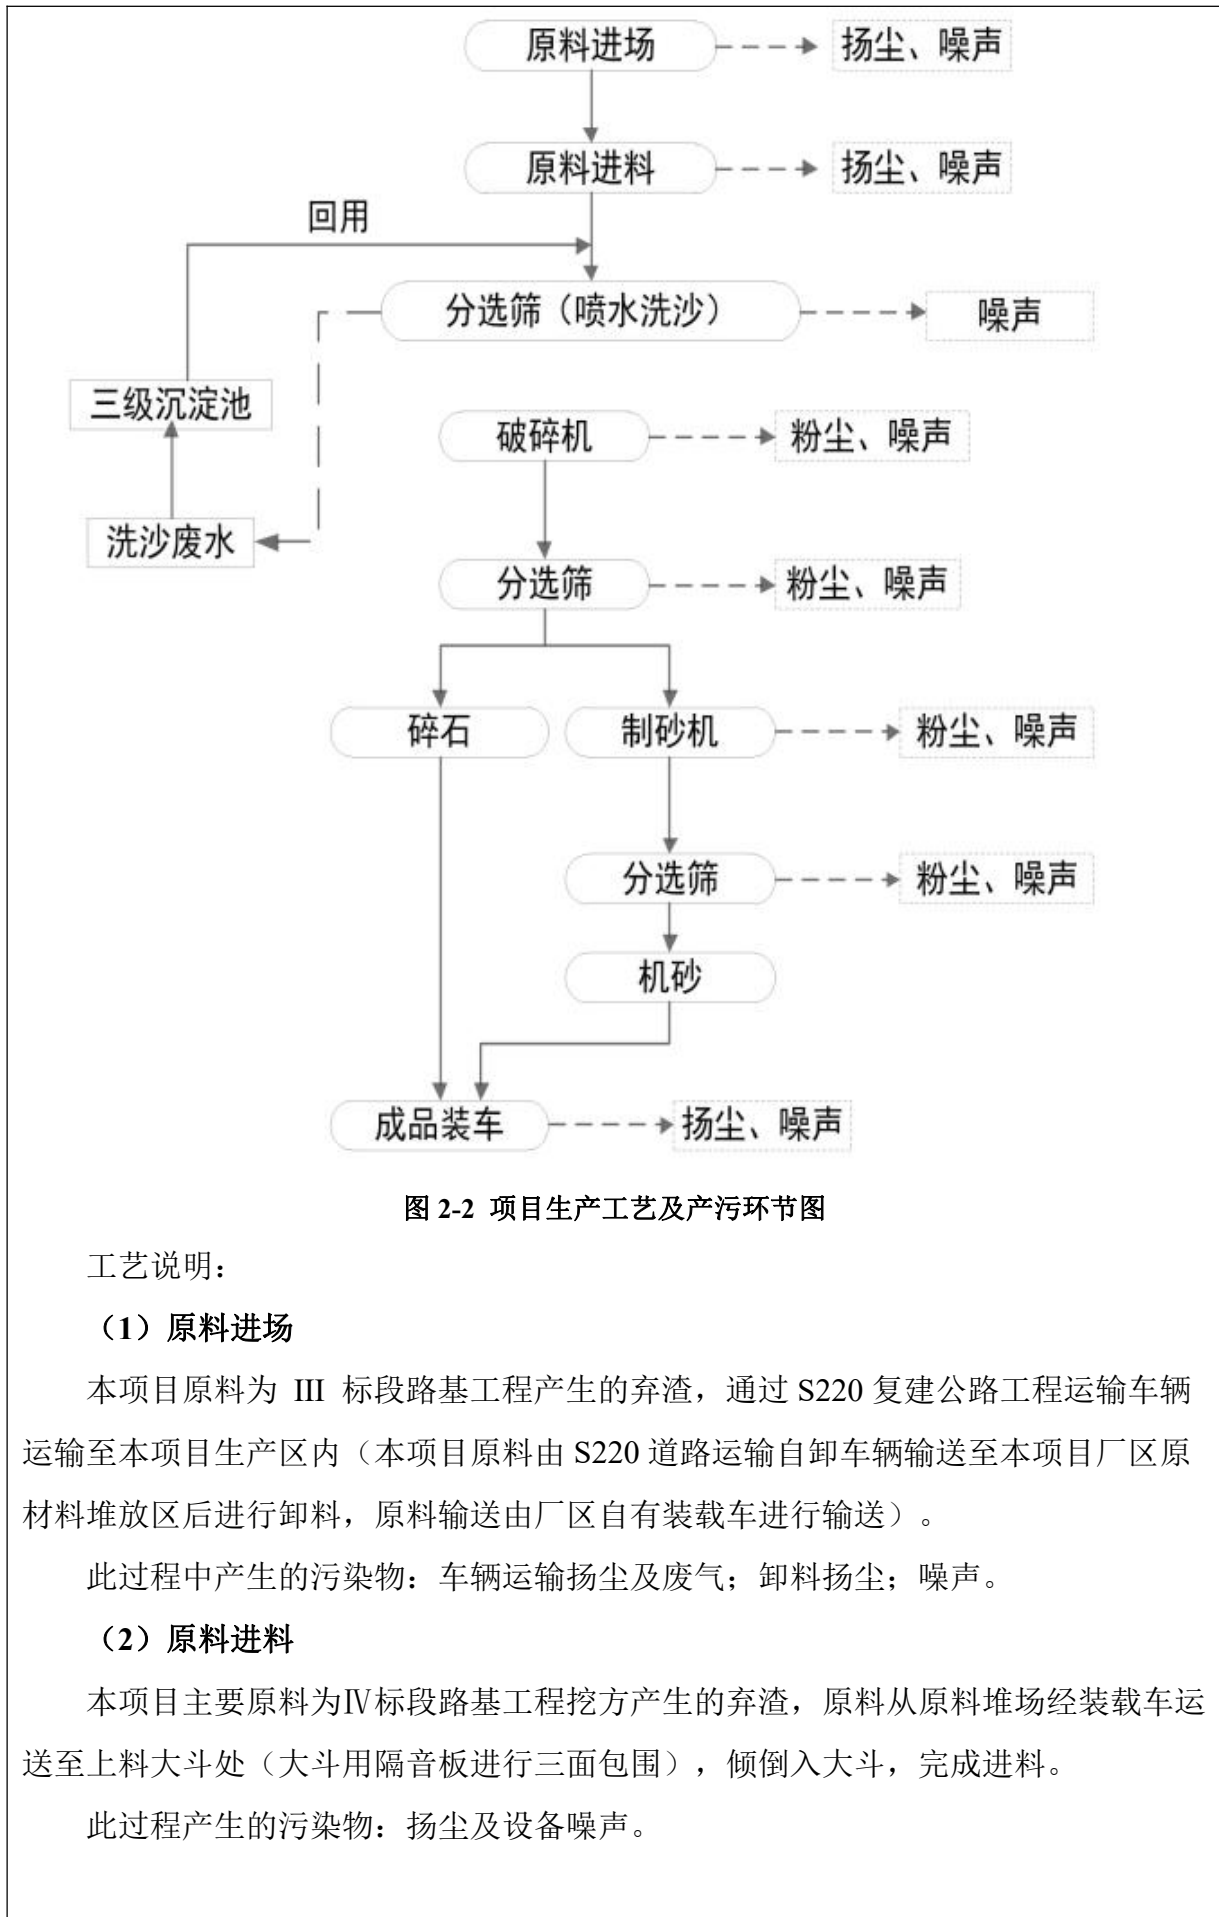 原料进场
扬尘、噪声
原料进料
扬尘、噪声
回用
分选筛（喷水洗沙）
噪声
三级沉淀池
破碎机
粉尘、噪声
洗沙废水
分选筛
粉尘、噪声
碎石
制砂机
粉尘、噪声
分选筛
粉尘、噪声
机砂
成品装车
扬尘、噪声
图 2-2 项目生产工艺及产污环节图
工艺说明：
（1）原料进场
本项目原料为 III 标段路基工程产生的弃渣，通过 S220 复建公路工程运输车辆
运输至本项目生产区内（本项目原料由 S220 道路运输自卸车辆输送至本项目厂区原
材料堆放区后进行卸料，原料输送由厂区自有装载车进行输送）。
此过程中产生的污染物：车辆运输扬尘及废气；卸料扬尘；噪声。
（2）原料进料
本项目主要原料为Ⅳ标段路基工程挖方产生的弃渣，原料从原料堆场经装载车运
送至上料大斗处（大斗用隔音板进行三面包围），倾倒入大斗，完成进料。
此过程产生的污染物：扬尘及设备噪声。